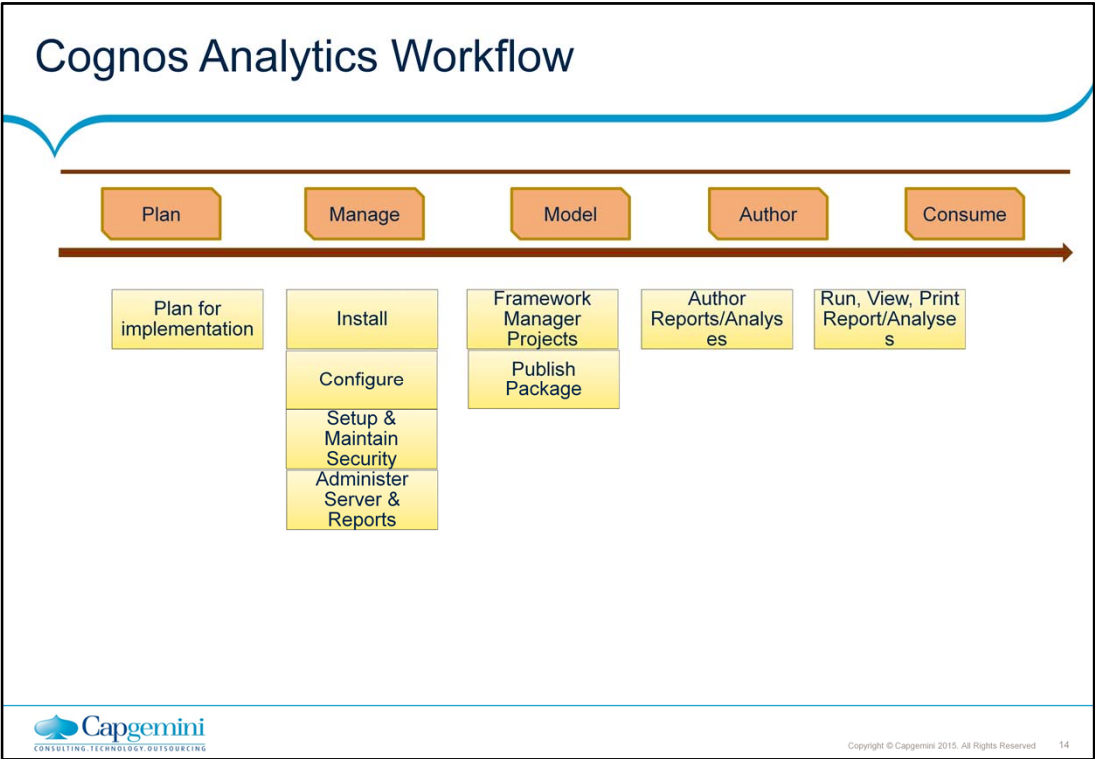 Cognos Analytics Workflow
Plan
Manage
Model
Author
Consume
Plan for
implementation
Install
Configure
Setup &
Maintain
Security
Administer
Server &
Reports
Framework
Manager
Projects
Publish
Package
Author
Reports/Analys
es
Run, View, Print
Report/Analyse
s
Capgemini
CONSULTING.TECHNOLOGY.OUTSOURCING
Copyright © Capgemini 2015. All Rights Reserved
14